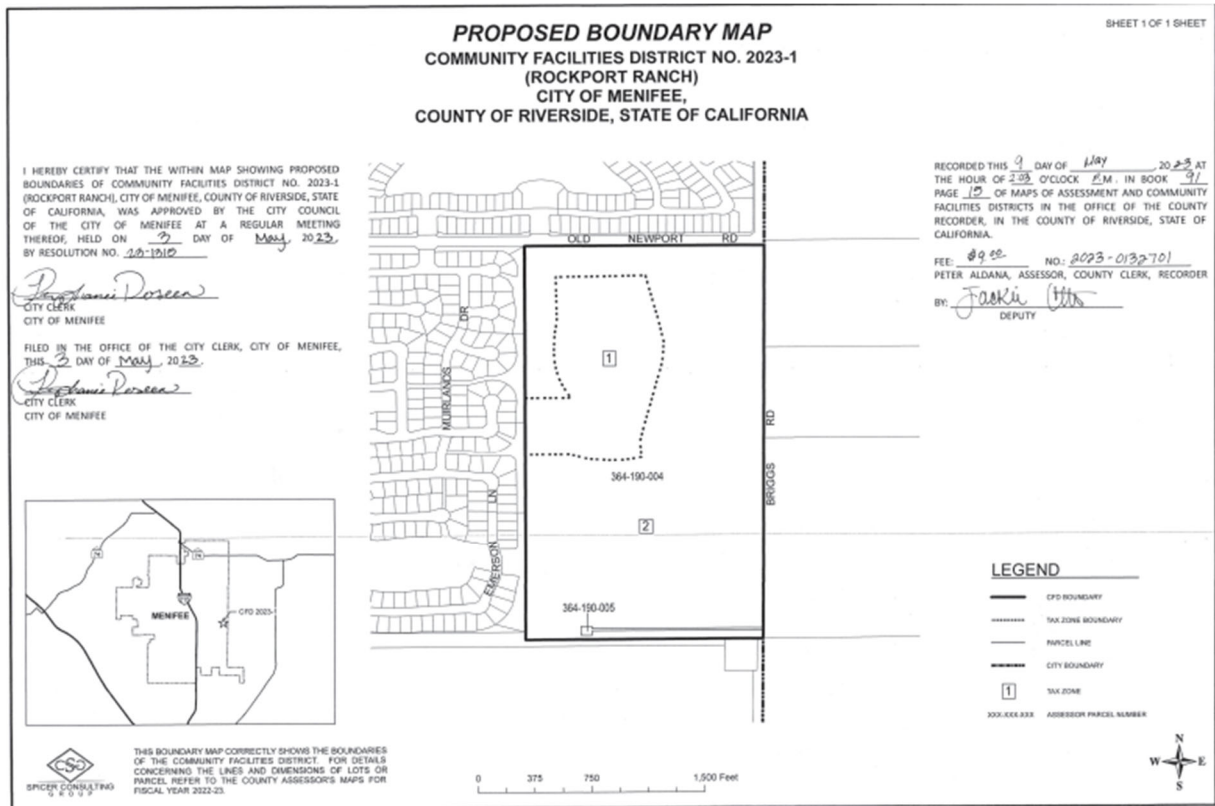 SHEET 1 OF 1 SHEET
PROPOSED BOUNDARY MAP
COMMUNITY FACILITIES DISTRICT NO. 2023-1
(ROCKPORT RANCH)
CITY OF MENIFEE,
COUNTY OF RIVERSIDE, STATE OF CALIFORNIA
I HEREBY CERTIFY THAT THE WITHIN MAP SHOWING PROPOSED
BOUNDARIES OF COMMUNITY FACILITIES DISTRICT NO. 2023-1
(ROCKPORT RANCH), CITY OF MENIFEE, COUNTY OF RIVERSIDE, STATE
OF CALIFORNIA, WAS APPROVED BY THE CITY COUNCIL
OF THE CITY OF MENIFEE AT A REGULAR MEETING
THEREOF, HELD ON 3 DAY OF May, 2023,
BY RESOLUTION NO. 23-1318
CITY CLERK
CITY OF MENIFEE
FILED IN THE OFFICE OF THE CITY CLERK, CITY OF MENIFEE,
THIS 3 DAY OF May, 2023.
CITY CLERK
CITY OF MENIFEE
RECORDED THIS 9 DAY OF May, 2023 AT
THE HOUR OF 2:03 O'CLOCK P.M. IN BOOK 91
PAGE 15 OF MAPS OF ASSESSMENT AND COMMUNITY
FACILITIES DISTRICTS IN THE OFFICE OF THE COUNTY
RECORDER, IN THE COUNTY OF RIVERSIDE, STATE OF
CALIFORNIA.
FEE: $9.00 NO.: 2023-0132701
PETER ALDANA, ASSESSOR, COUNTY CLERK, RECORDER
BY: Jackie
DEPUTY
OLD NEWPORT RD
MUIRLANDS DR
1
BRIGGS RD
364-190-004
2
EMERSON LN
364-190-005
74
74
MENIFEE
CFD 2023-
LEGEND
CFD BOUNDARY
TAX ZONE BOUNDARY
PARCEL LINE
CITY BOUNDARY
1 TAX ZONE
XXX-XXX-XXX ASSESSOR PARCEL NUMBER
CSG
SPICER CONSULTING
GROUP
THIS BOUNDARY MAP CORRECTLY SHOWS THE BOUNDARIES
OF THE COMMUNITY FACILITIES DISTRICT. FOR DETAILS
CONCERNING THE LINES AND DIMENSIONS OF LOTS OR
PARCEL REFER TO THE COUNTY ASSESSOR'S MAPS FOR
FISCAL YEAR 2022-23.
0 375 750 1,500 Feet
N
W E
S